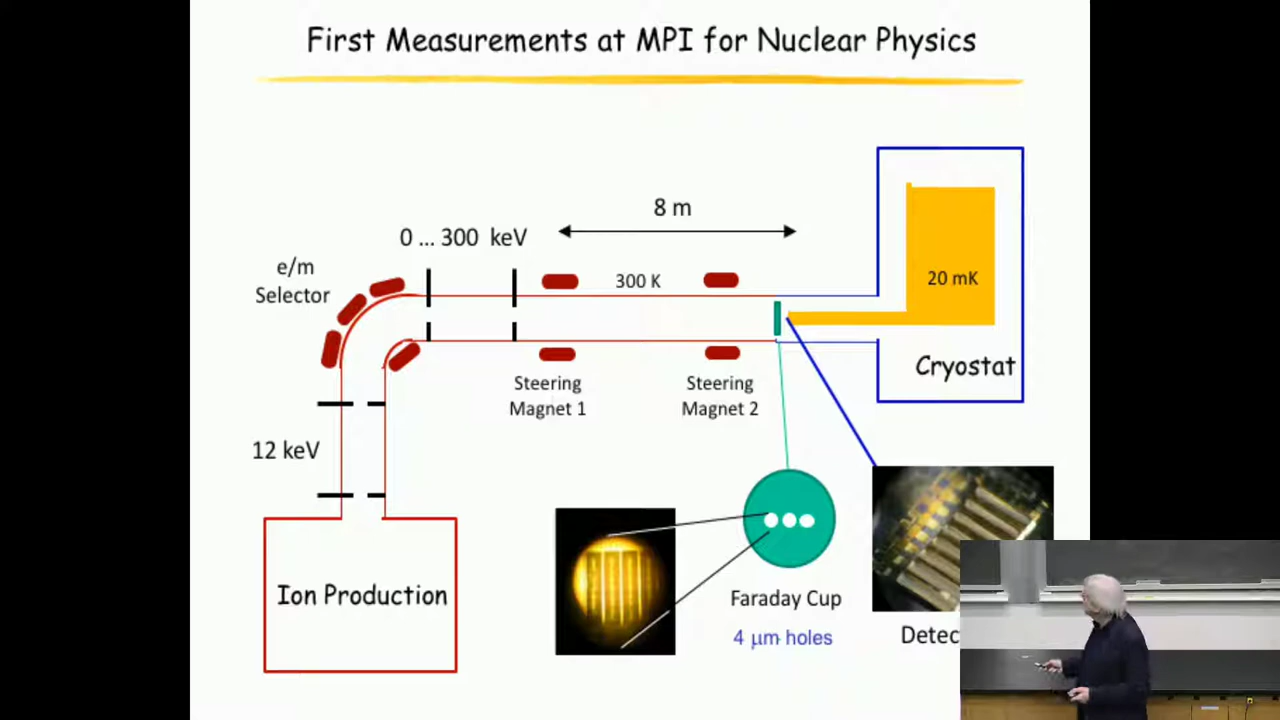 First Measurements at MPI for Nuclear Physics
8 m
0 ... 300 keV
e/m
Selector
300 K
20 mK
Cryostat
Steering
Magnet 1
Steering
Magnet 2
12 keV
Ion Production
Faraday Cup
4 μm holes
Detec